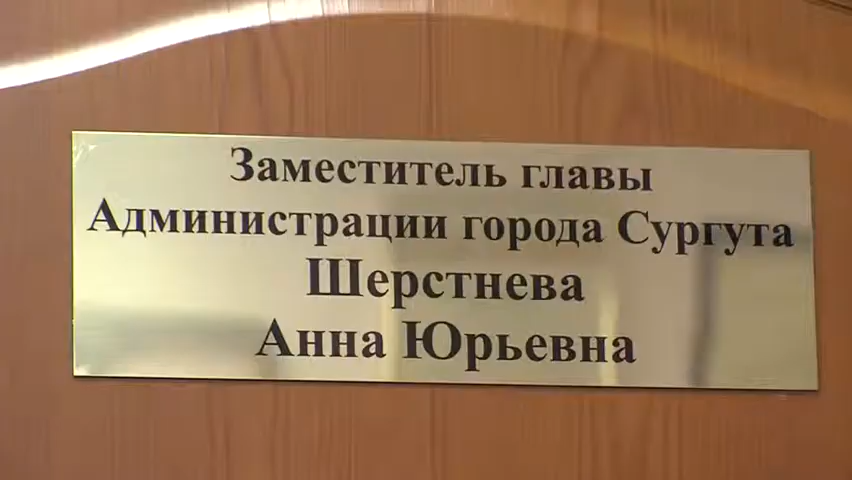 Заместитель главы
Администрации города Сургута
Шерстнева
Анна Юрьевна